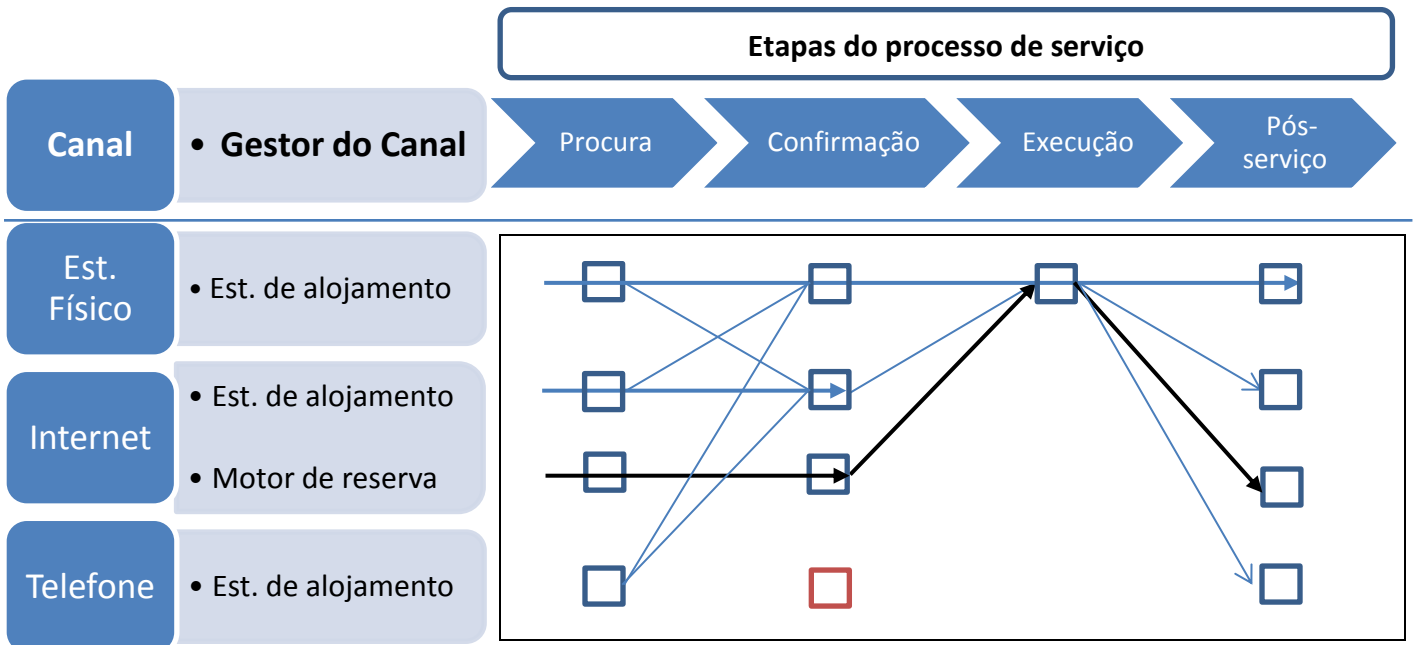 Etapas do processo de serviço
Canal
• Gestor do Canal
Procura
Confirmação
Execução
Pós-
serviço
Est.
Físico
• Est. de alojamento
Internet
• Est. de alojamento
• Motor de reserva
Telefone
• Est. de alojamento